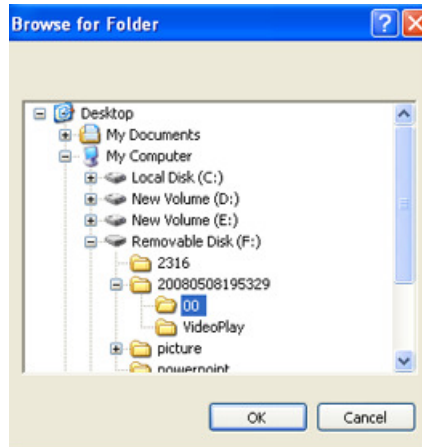 Browse for Folder
Desktop
My Documents
My Computer
Local Disk (C:)
New Volume (D:)
New Volume (E:)
Removable Disk (F:)
2316
20080508195329
00
VideoPlay
picture
powerpoint
OK Cancel